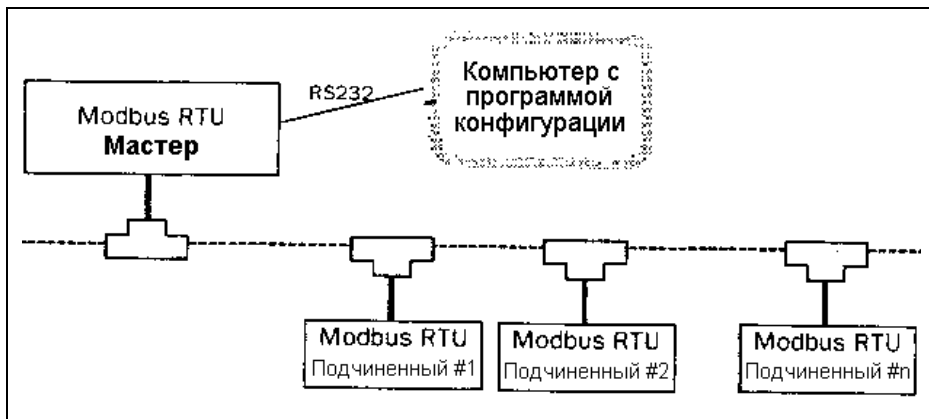 Modbus RTU
Мастер
RS232
Компьютер с
программой
конфигурации
Modbus RTU
Подчиненный #1
Modbus RTU
Подчиненный #2
Modbus RTU
Подчиненный #n